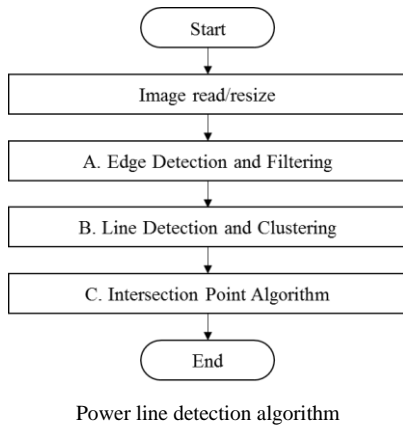 Start
Image read/resize
A. Edge Detection and Filtering
B. Line Detection and Clustering
C. Intersection Point Algorithm
End
Power line detection algorithm